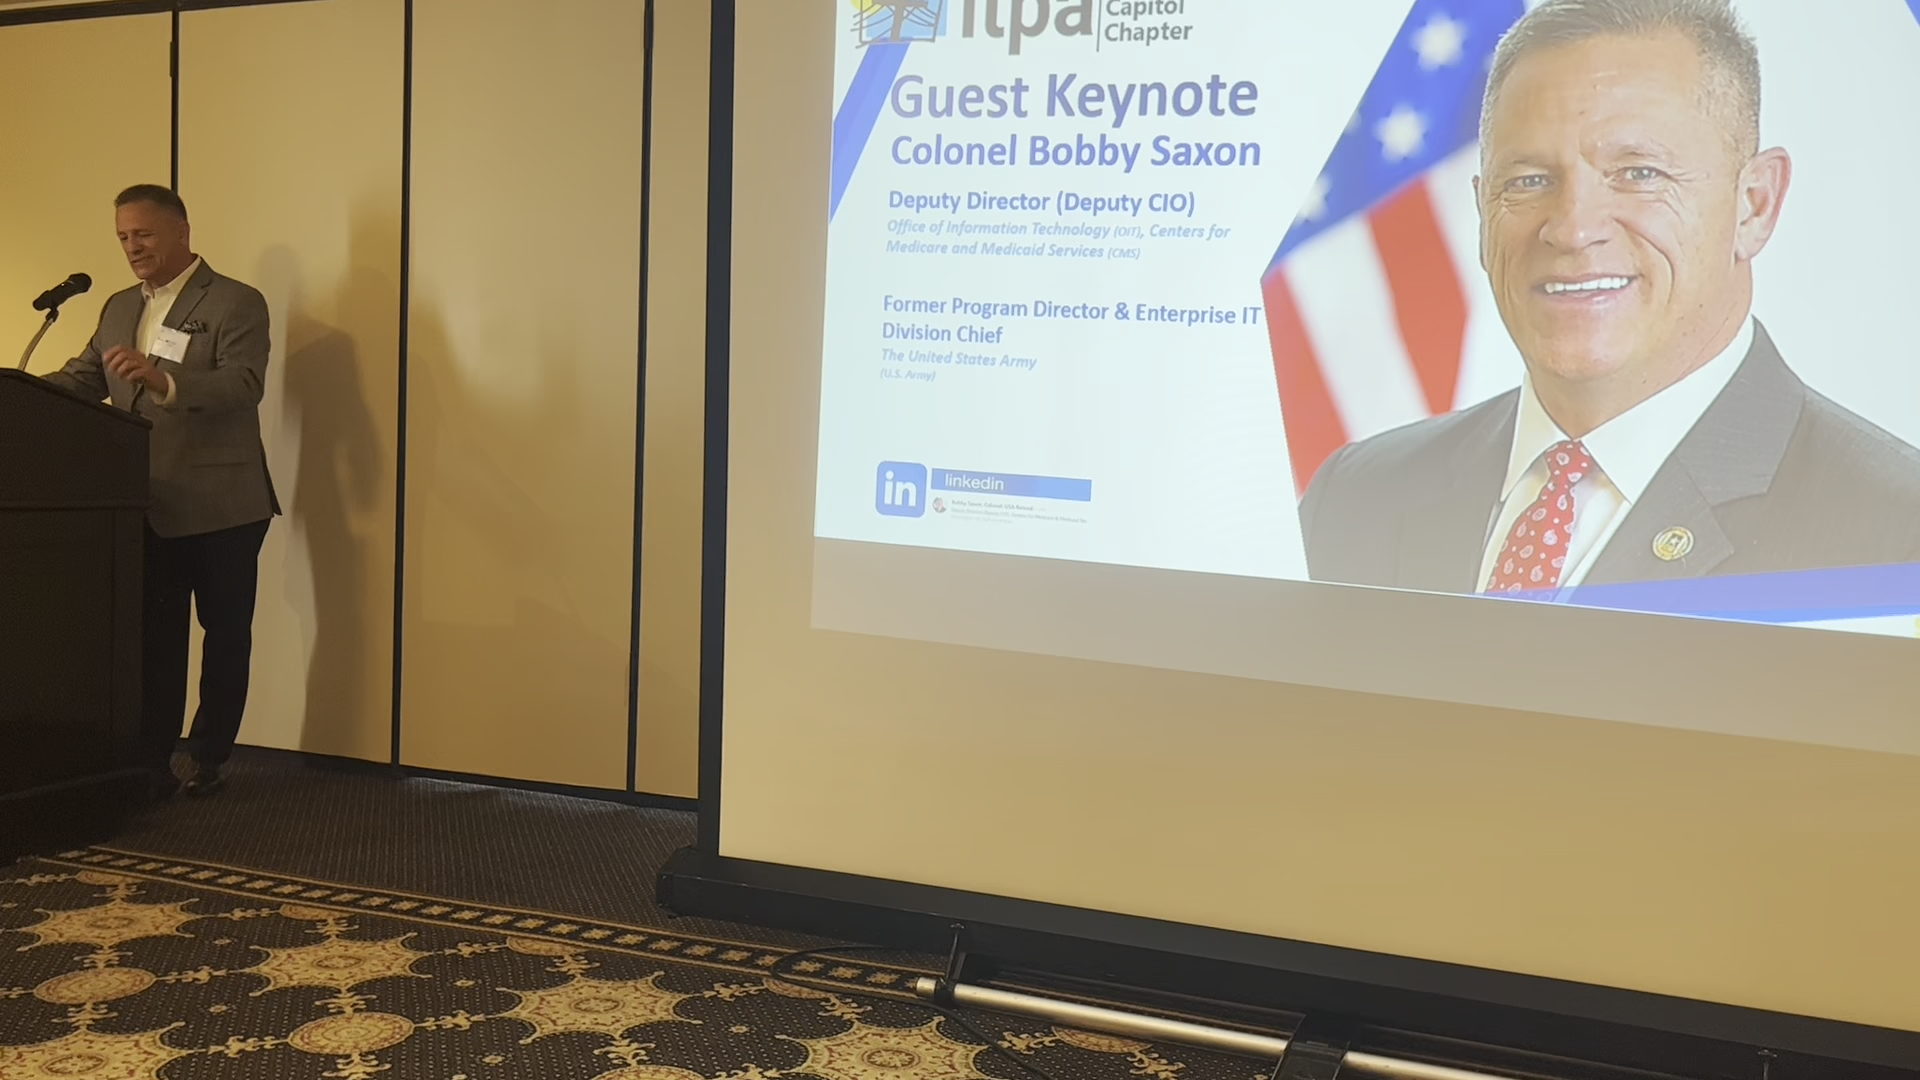 itpa
Capitol
Chapter
Guest Keynote
Colonel Bobby Saxon
Deputy Director (Deputy CIO)
Office of Information Technology (OIT), Centers for
Medicare and Medicaid Services (CMS)
Former Program Director & Enterprise IT
Division Chief
The United States Army
(U.S. Army)
in
linkedin